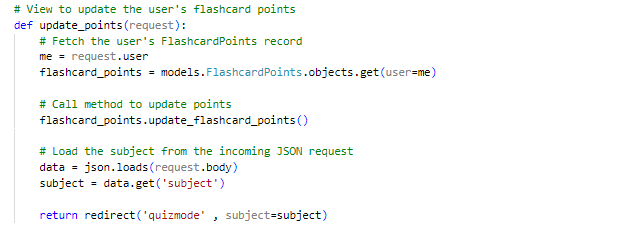 # View to update the user's flashcard points
def update_points(request):
    # Fetch the user's FlashcardPoints record
    me = request.user
    flashcard_points = models.FlashcardPoints.objects.get(user=me)

    # Call method to update points
    flashcard_points.update_flashcard_points()

    # Load the subject from the incoming JSON request
    data = json.loads(request.body)
    subject = data.get('subject')

    return redirect('quizmode' , subject=subject)